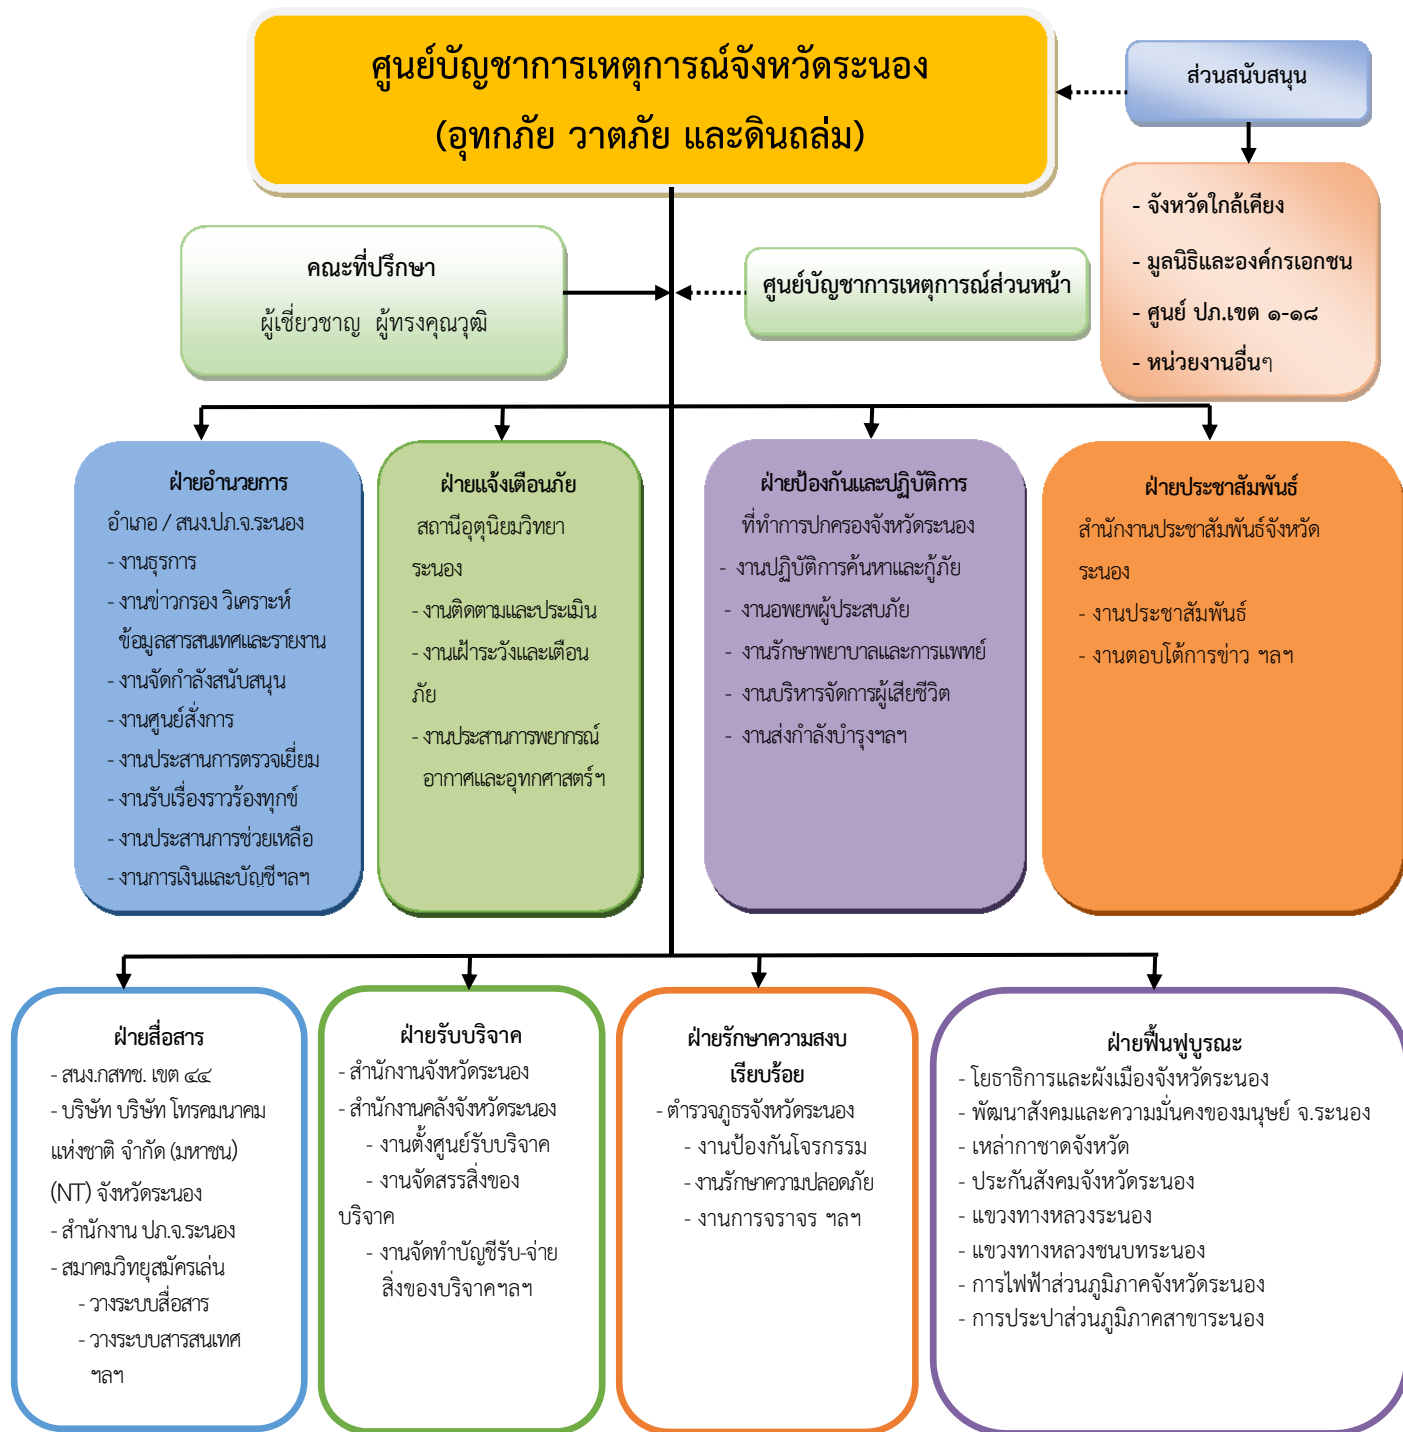 ศูนย์บัญชาการเหตุการณ์จังหวัดระนอง
(อุทกภัย วาตภัย และดินถล่ม)
ส่วนสนับสนุน
- จังหวัดใกล้เคียง
- มูลนิธิและองค์กรเอกชน
- ศูนย์ ปภ.เขต ๑-๑๘
- หน่วยงานอื่นๆ
คณะที่ปรึกษา
ผู้เชี่ยวชาญ ผู้ทรงคุณวุฒิ
ศูนย์บัญชาการเหตุการณ์ส่วนหน้า
ฝ่ายอำนวยการ
อำเภอ / สนง.ปภ.จ.ระนอง
- งานธุรการ
- งานข่าวกรอง วิเคราะห์
ข้อมูลสารสนเทศและรายงาน
- งานจัดกำลังสนับสนุน
- งานศูนย์สั่งการ
- งานประสานการตรวจเยี่ยม
- งานรับเรื่องราวร้องทุกข์
- งานประสานการช่วยเหลือ
- งานการเงินและบัญชีฯลฯ
ฝ่ายแจ้งเตือนภัย
สถานีอุตุนิยมวิทยา
ระนอง
- งานติดตามและประเมิน
- งานเฝ้าระวังและเตือน
ภัย
- งานประสานการพยากรณ์
อากาศและอุทกศาสตร์ฯ
ฝ่ายป้องกันและปฏิบัติการ
ที่ทำการปกครองจังหวัดระนอง
- งานปฏิบัติการค้นหาและกู้ภัย
- งานอพยพผู้ประสบภัย
- งานรักษาพยาบาลและการแพทย์
- งานบริหารจัดการผู้เสียชีวิต
- งานส่งกำลังบำรุงฯลฯ
ฝ่ายประชาสัมพันธ์
สำนักงานประชาสัมพันธ์จังหวัด
ระนอง
- งานประชาสัมพันธ์
- งานตอบโต้การข่าว ฯลฯ
ฝ่ายสื่อสาร
- สนง.กสทช. เขต ๔๔
- บริษัท บริษัท โทรคมนาคม
แห่งชาติ จำกัด (มหาชน)
(NT) จังหวัดระนอง
- สำนักงาน ปภ.จ.ระนอง
- สมาคมวิทยุสมัครเล่น
- วางระบบสื่อสาร
- วางระบบสารสนเทศ
ฯลฯ
ฝ่ายรับบริจาค
- สำนักงานจังหวัดระนอง
- สำนักงานคลังจังหวัดระนอง
- งานตั้งศูนย์รับบริจาค
- งานจัดสรรสิ่งของ
บริจาค
- งานจัดทำบัญชีรับ-จ่าย
สิ่งของบริจาคฯลฯ
ฝ่ายรักษาความสงบ
เรียบร้อย
- ตำรวจภูธรจังหวัดระนอง
- งานป้องกันโจรกรรม
- งานรักษาความปลอดภัย
- งานการจราจร ฯลฯ
ฝ่ายฟื้นฟูบูรณะ
- โยธาธิการและผังเมืองจังหวัดระนอง
- พัฒนาสังคมและความมั่นคงของมนุษย์ จ.ระนอง
- เหล่ากาชาดจังหวัด
- ประกันสังคมจังหวัดระนอง
- แขวงทางหลวงระนอง
- แขวงทางหลวงชนบทระนอง
- การไฟฟ้าส่วนภูมิภาคจังหวัดระนอง
- การประปาส่วนภูมิภาคสาขาระนอง